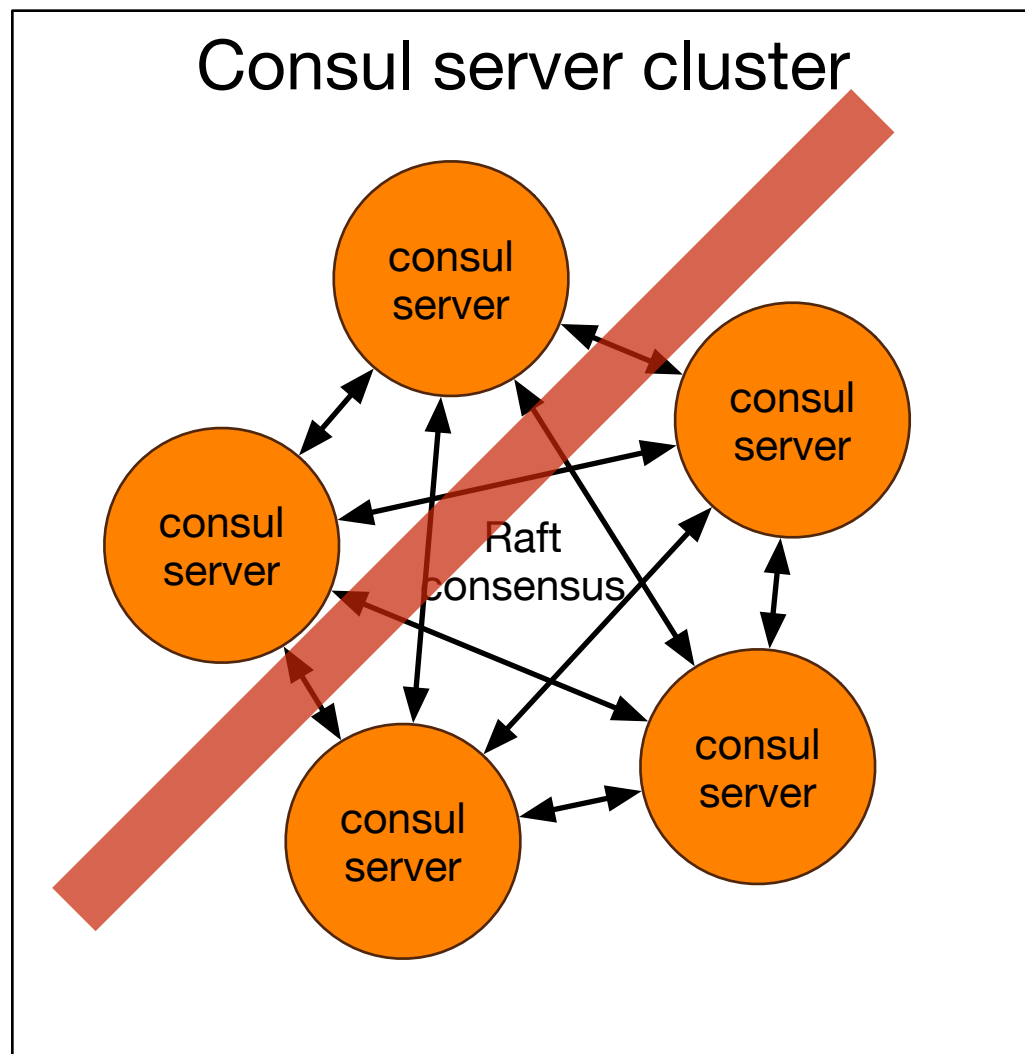 Consul server cluster
consul
server
consul
server
consul
server
Raft
consensus
consul
server
consul
server